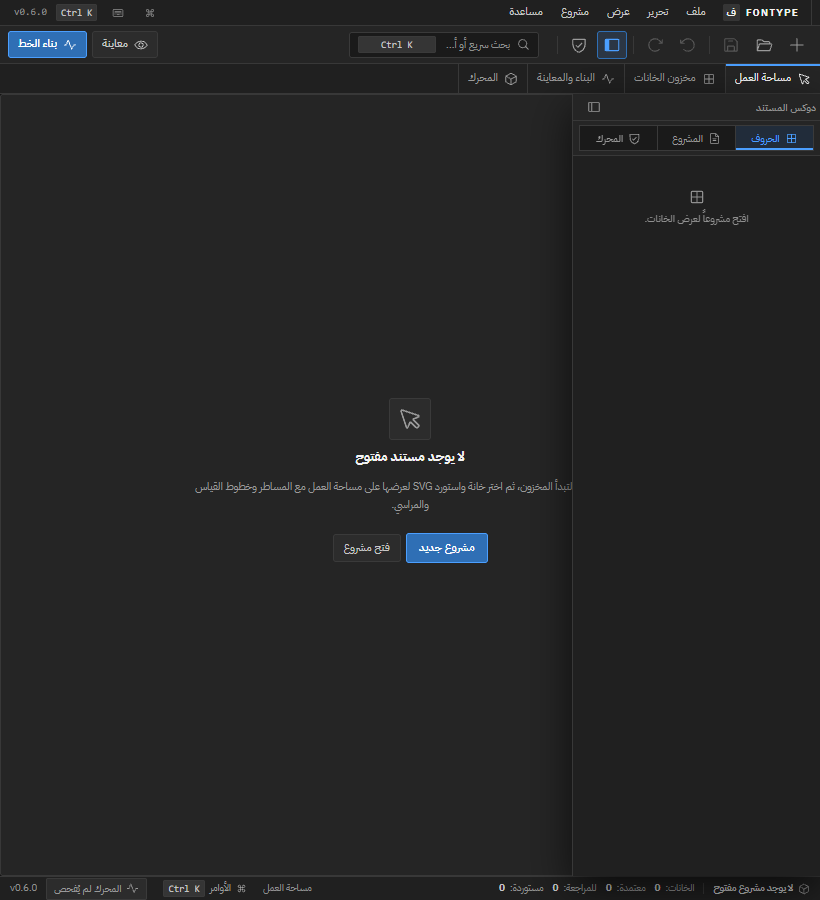 FONTYPE ف ملف تحرير عرض مشروع مساعدة ⌘ Ctrl K v0.6.0
بحث سريع أو أ... Ctrl K معاينة بناء الخط
مساحة العمل مخزون الخانات البناء والمعاينة المحرك
دوكس المستند
الحروف المشروع المحرك
افتح مشروعاً لعرض الخانات.
لا يوجد مستند مفتوح
لتبدأ المخزون، ثم اختر خانة واستورد SVG لعرضها على مساحة العمل مع المساطر وخطوط القياس
والمراسي.
مشروع جديد فتح مشروع
لا يوجد مشروع مفتوح الخانات: 0 معتمدة: 0 للمراجعة: 0 مستوردة: 0 مساحة العمل ⌘ الأوامر Ctrl K المحرك لم يُفحص v0.6.0